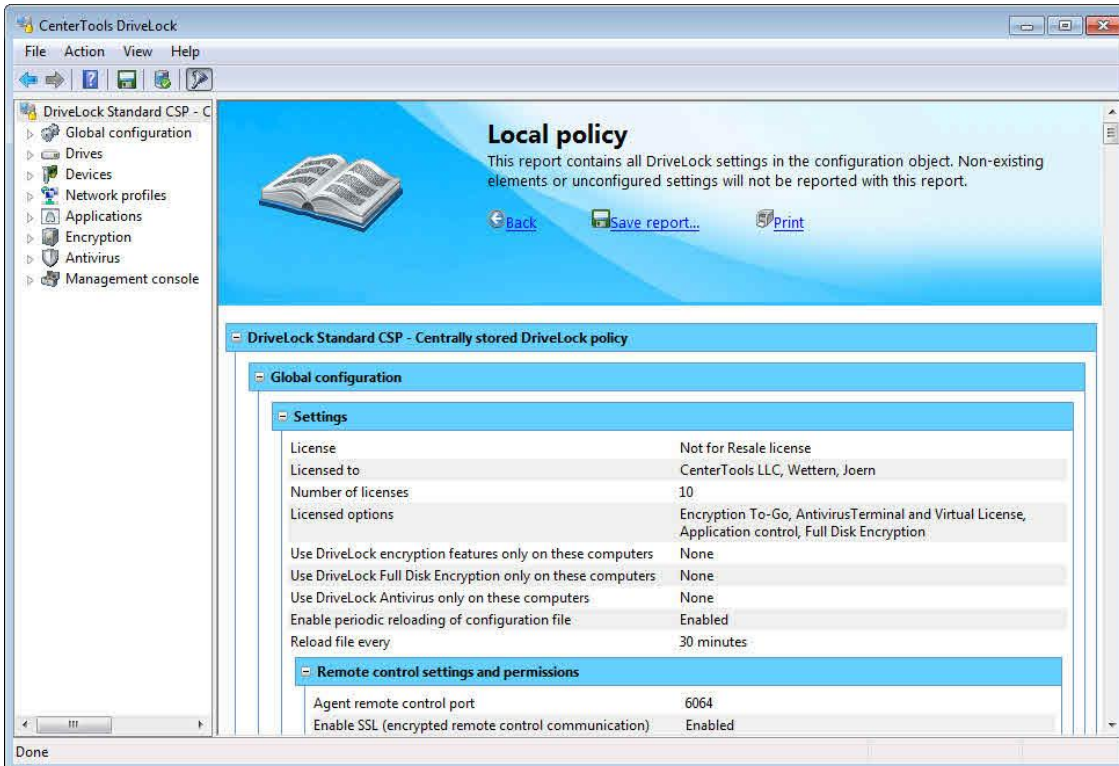 CenterTools DriveLock
File Action View Help
DriveLock Standard CSP - C
Global configuration
Drives
Devices
Network profiles
Applications
Encryption
Antivirus
Management console
Local policy
This report contains all DriveLock settings in the configuration object. Non-existing
elements or unconfigured settings will not be reported with this report.
Back Save report... Print
DriveLock Standard CSP - Centrally stored DriveLock policy
Global configuration
Settings
License Not for Resale license
Licensed to CenterTools LLC, Wettern, Joern
Number of licenses 10
Licensed options Encryption To-Go, AntivirusTerminal and Virtual License,
Application control, Full Disk Encryption
Use DriveLock encryption features only on these computers None
Use DriveLock Full Disk Encryption only on these computers None
Use DriveLock Antivirus only on these computers None
Enable periodic reloading of configuration file Enabled
Reload file every 30 minutes
Remote control settings and permissions
Agent remote control port 6064
Enable SSL (encrypted remote control communication) Enabled
Done